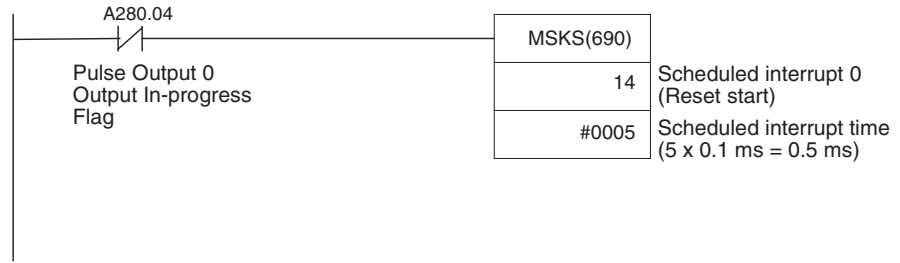 A280.04
MSKS(690)
Pulse Output 0
Output In-progress
Flag
14
Scheduled interrupt 0
(Reset start)
#0005
Scheduled interrupt time
(5 x 0.1 ms = 0.5 ms)